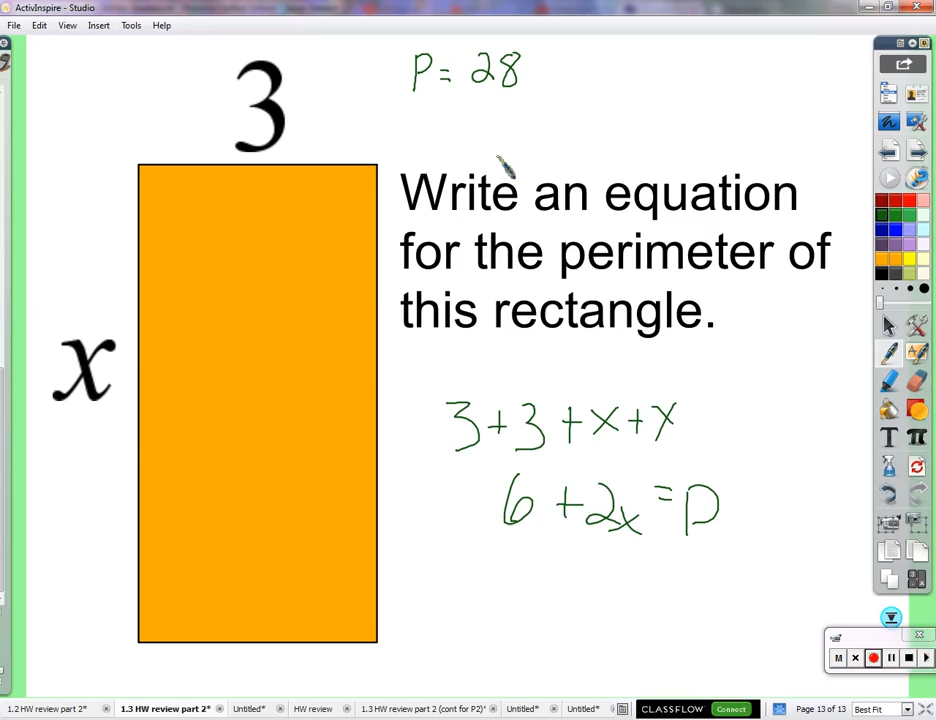 ActivInspire - Studio
File Edit View Insert Tools Help
P = 28
3
Write an equation
for the perimeter of
this rectangle.
x
3+3+x+x
6+2x=P
1.2 HW review part 2*
1.3 HW review part 2*
Untitled*
HW review
1.3 HW review part 2 (cont for P2)*
Untitled*
Untitled*
CLASSFLOW Connect
Page 13 of 13
Best Fit
M